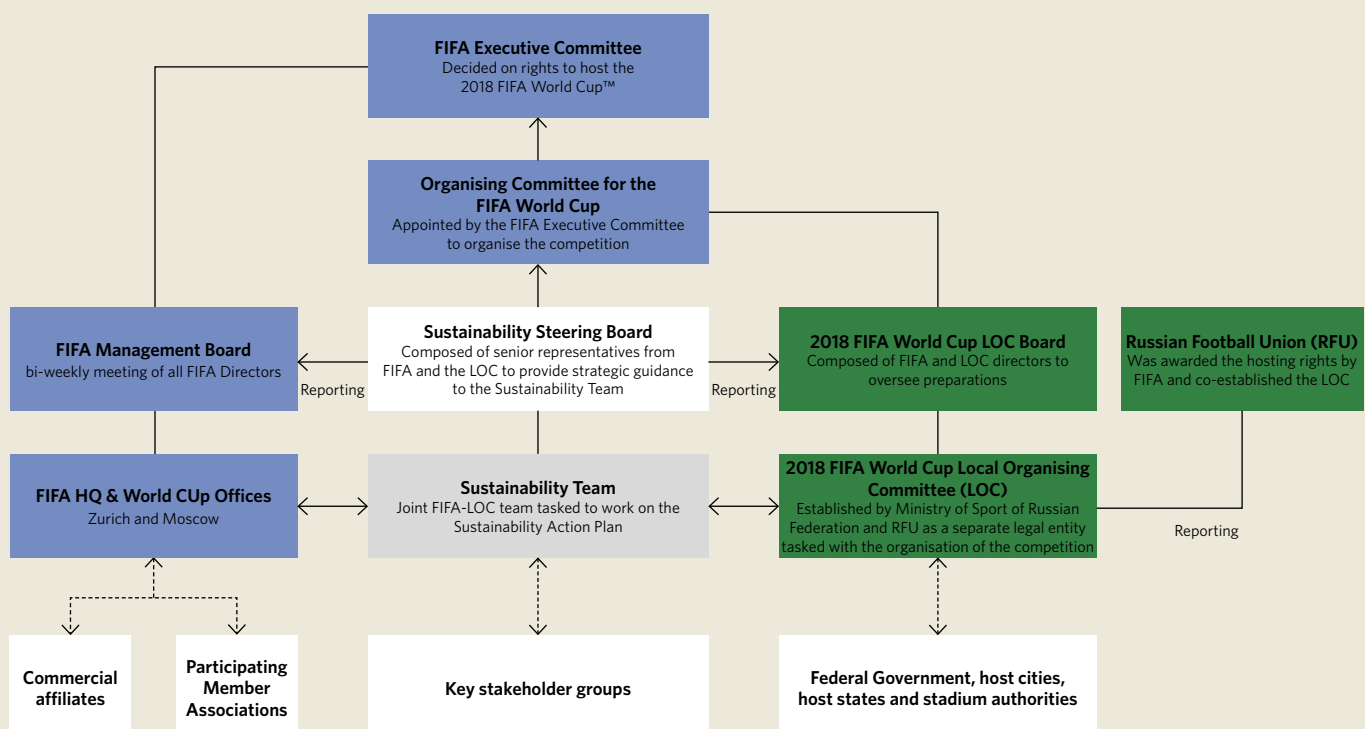 FIFA Executive Committee
Decided on rights to host the
2018 FIFA World Cup™
Organising Committee for the
FIFA World Cup
Appointed by the FIFA Executive Committee
to organise the competition
FIFA Management Board
bi-weekly meeting of all FIFA Directors
Reporting
Sustainability Steering Board
Composed of senior representatives from
FIFA and the LOC to provide strategic guidance
to the Sustainability Team
Reporting
2018 FIFA World Cup LOC Board
Composed of FIFA and LOC directors to
oversee preparations
Russian Football Union (RFU)
Was awarded the hosting rights by
FIFA and co-established the LOC
FIFA HQ & World CUp Offices
Zurich and Moscow
Sustainability Team
Joint FIFA-LOC team tasked to work on the
Sustainability Action Plan
2018 FIFA World Cup Local Organising
Committee (LOC)
Established by Ministry of Sport of Russian
Federation and RFU as a separate legal entity
tasked with the organisation of the competition
Reporting
Commercial
affiliates
Participating
Member
Associations
Key stakeholder groups
Federal Government, host cities,
host states and stadium authorities